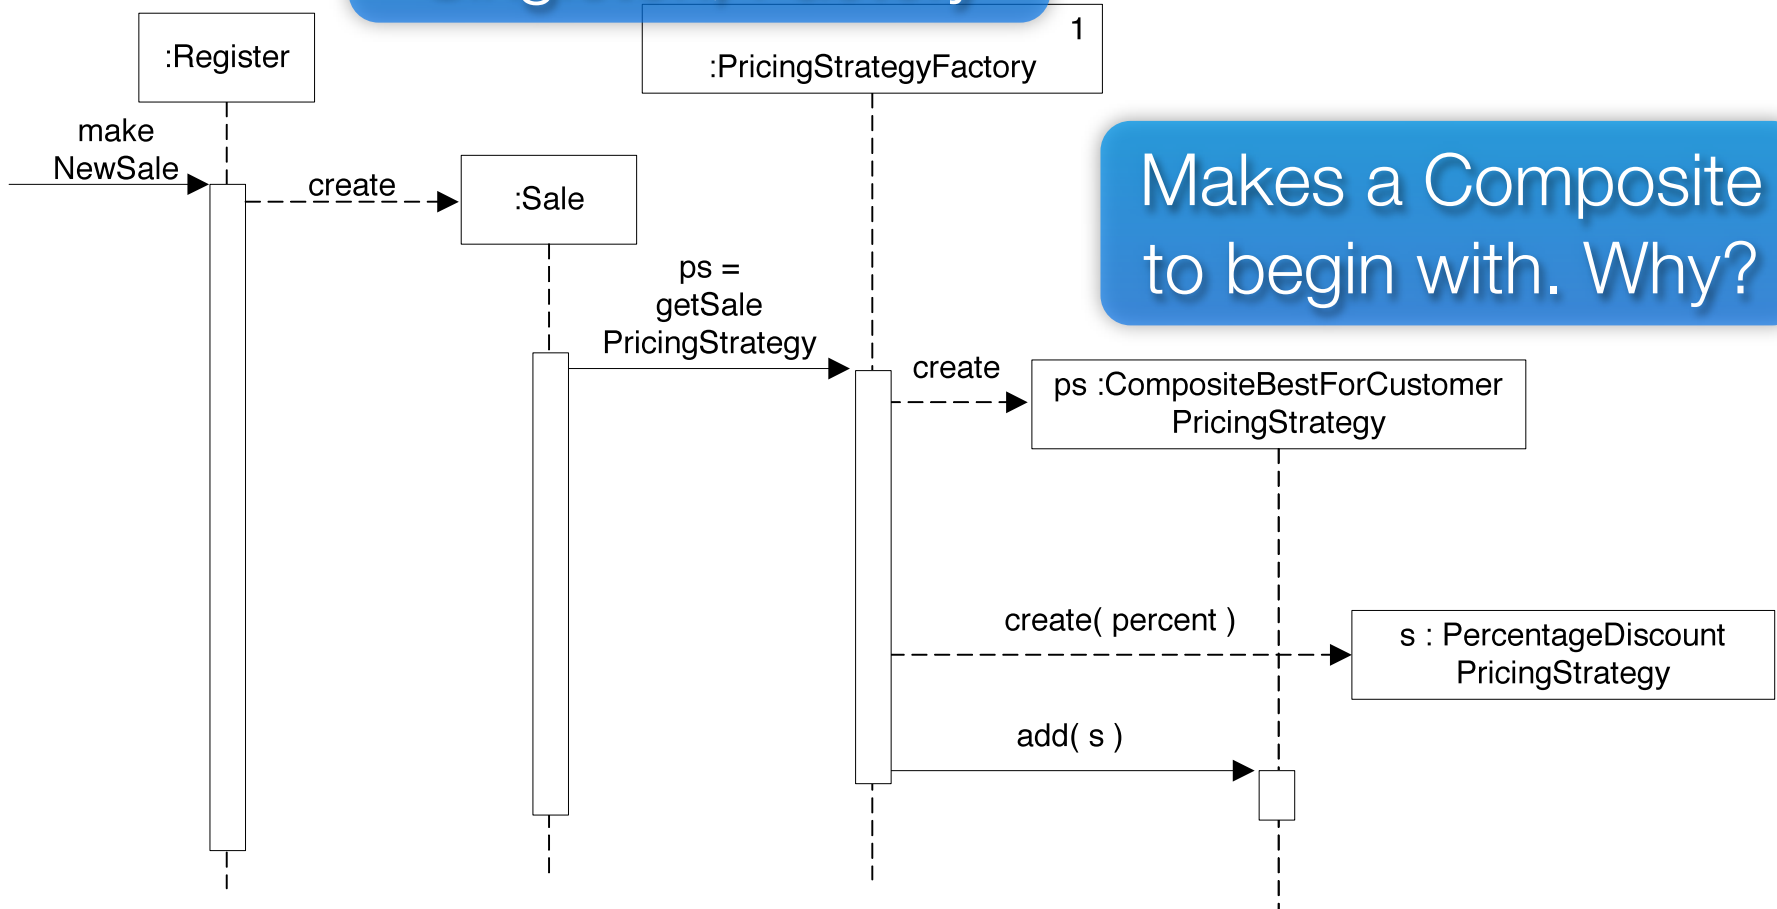 1
:Register
:PricingStrategyFactory
make
NewSale
create
:Sale
Makes a Composite
to begin with. Why?
ps =
getSale
PricingStrategy
create
ps :CompositeBestForCustomer
PricingStrategy
create( percent )
s : PercentageDiscount
PricingStrategy
add( s )